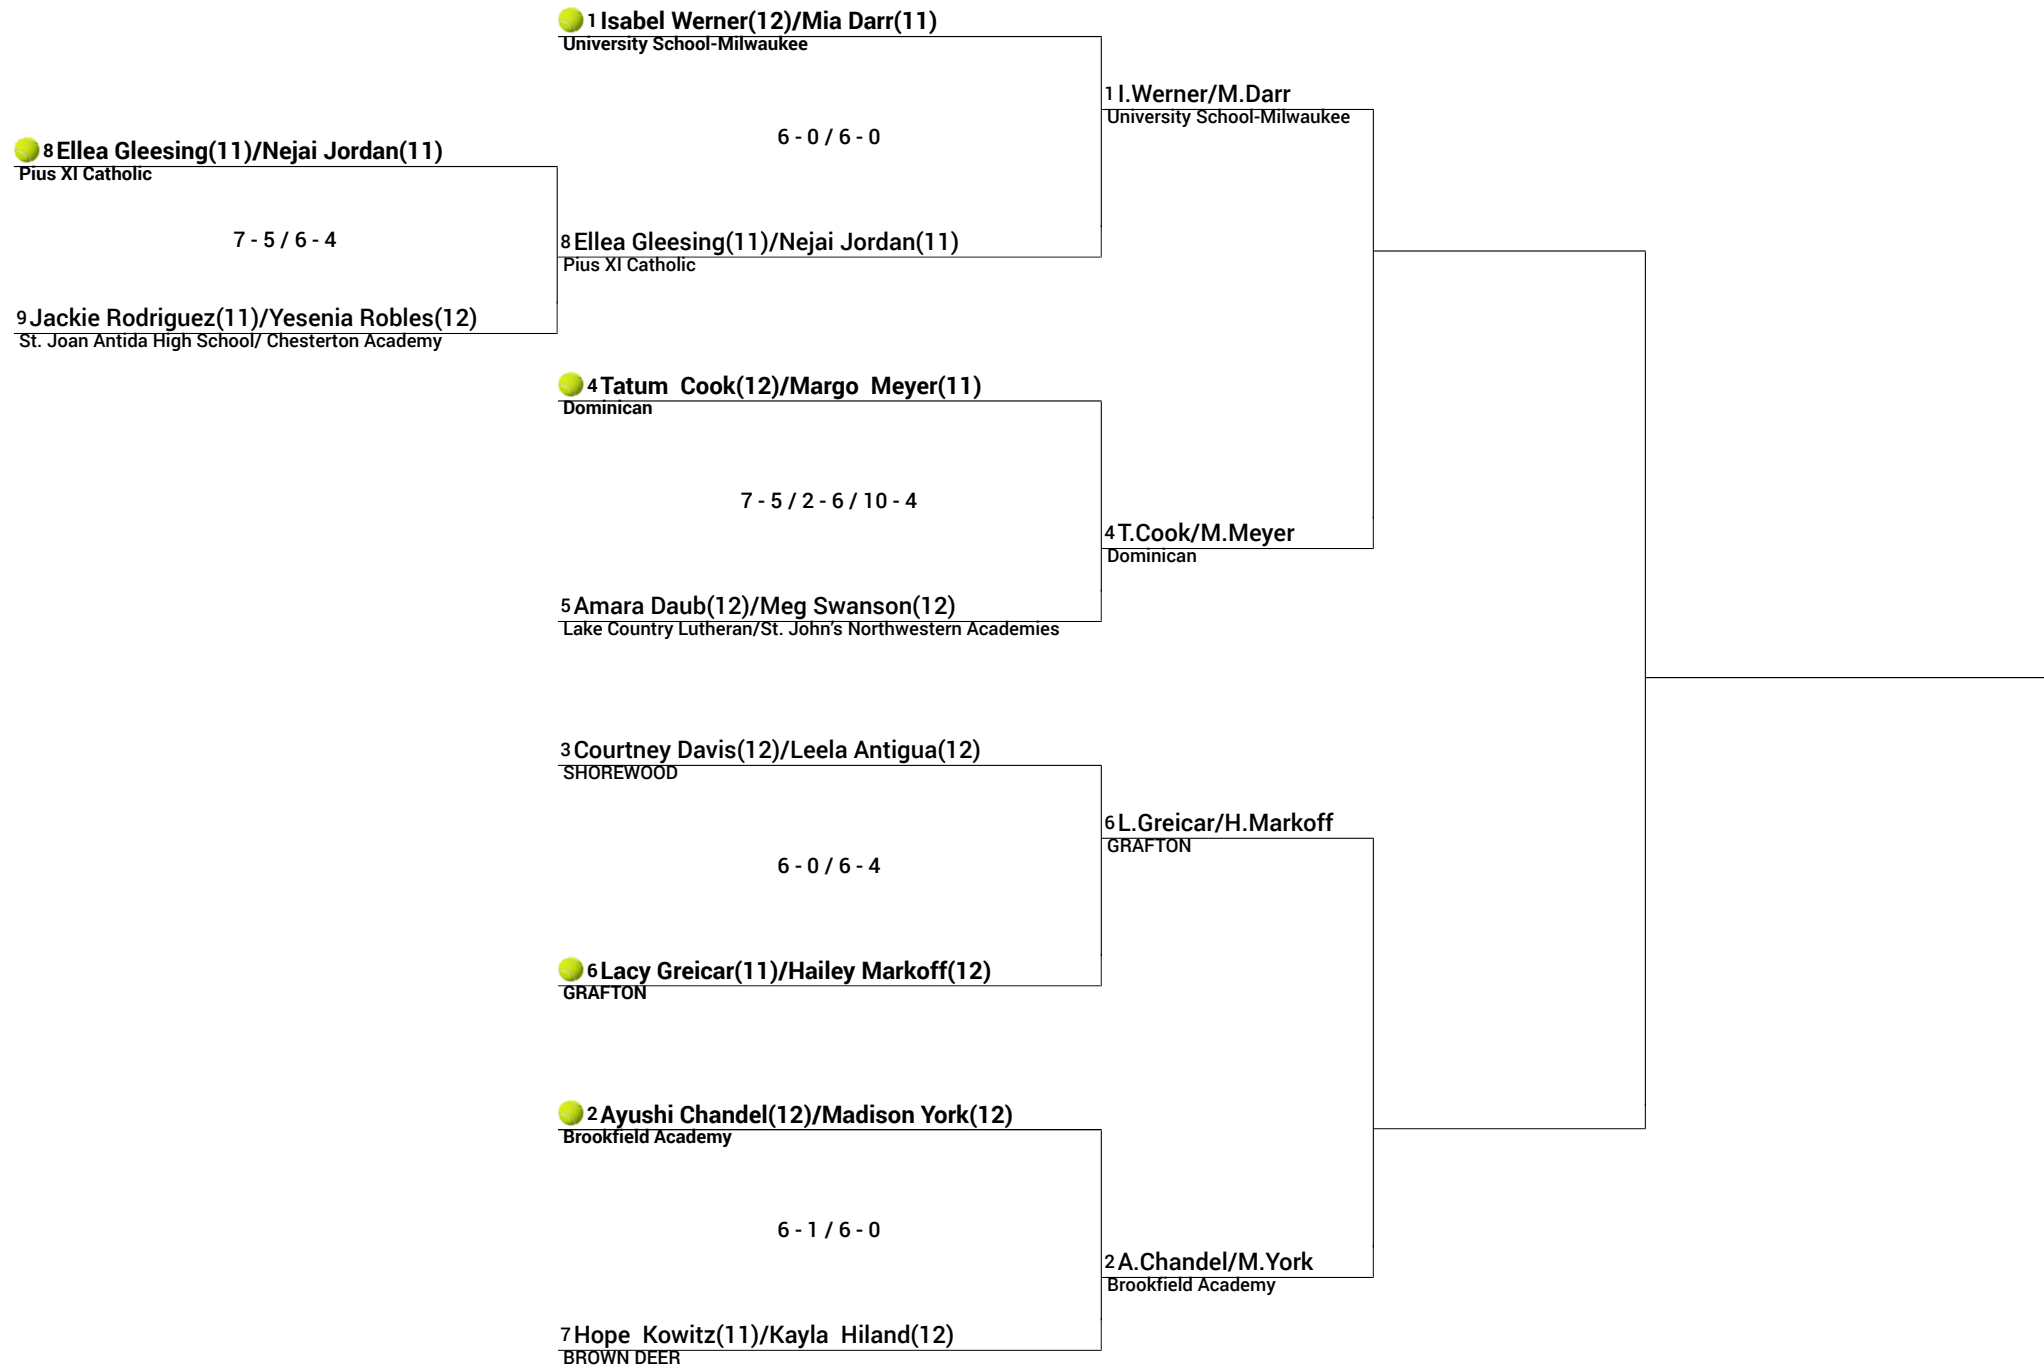 1 Isabel Werner(12)/Mia Darr(11)
University School-Milwaukee
6 - 0 / 6 - 0
1 I.Werner/M.Darr
University School-Milwaukee
8 Ellea Gleesing(11)/Nejai Jordan(11)
Pius XI Catholic
7 - 5 / 6 - 4
8 Ellea Gleesing(11)/Nejai Jordan(11)
Pius XI Catholic
9 Jackie Rodriguez(11)/Yesenia Robles(12)
St. Joan Antida High School/ Chesterton Academy
4 Tatum  Cook(12)/Margo  Meyer(11)
Dominican
7 - 5 / 2 - 6 / 10 - 4
4 T.Cook/M.Meyer
Dominican
5 Amara Daub(12)/Meg Swanson(12)
Lake Country Lutheran/St. John’s Northwestern Academies
3 Courtney Davis(12)/Leela Antigua(12)
SHOREWOOD
6 - 0 / 6 - 4
6 L.Greicar/H.Markoff
GRAFTON
6 Lacy Greicar(11)/Hailey Markoff(12)
GRAFTON
2 Ayushi Chandel(12)/Madison York(12)
Brookfield Academy
6 - 1 / 6 - 0
2 A.Chandel/M.York
Brookfield Academy
7 Hope  Kowitz(11)/Kayla  Hiland(12)
BROWN DEER